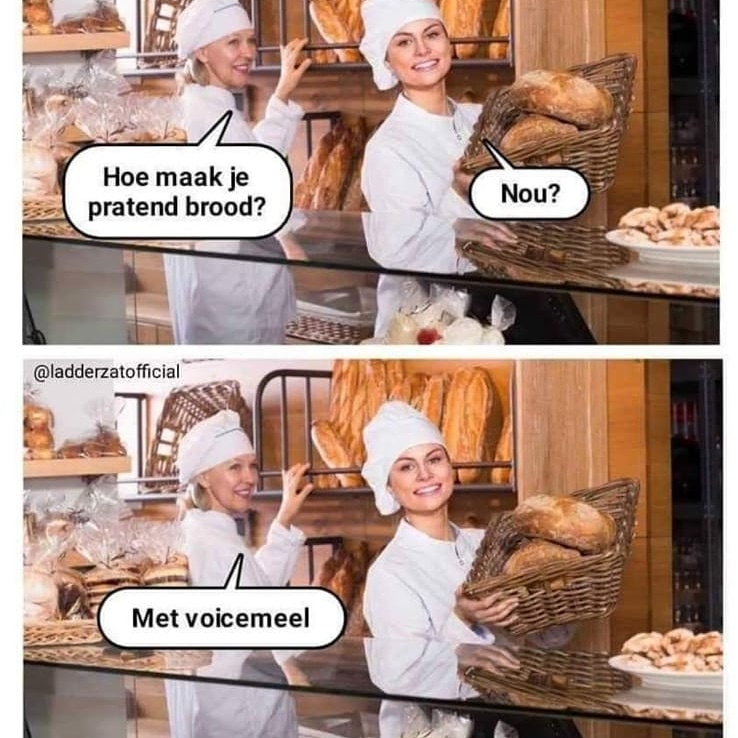 Hoe maak je
pratend brood?
Nou?
@ladderzatofficial
Met voicemeel